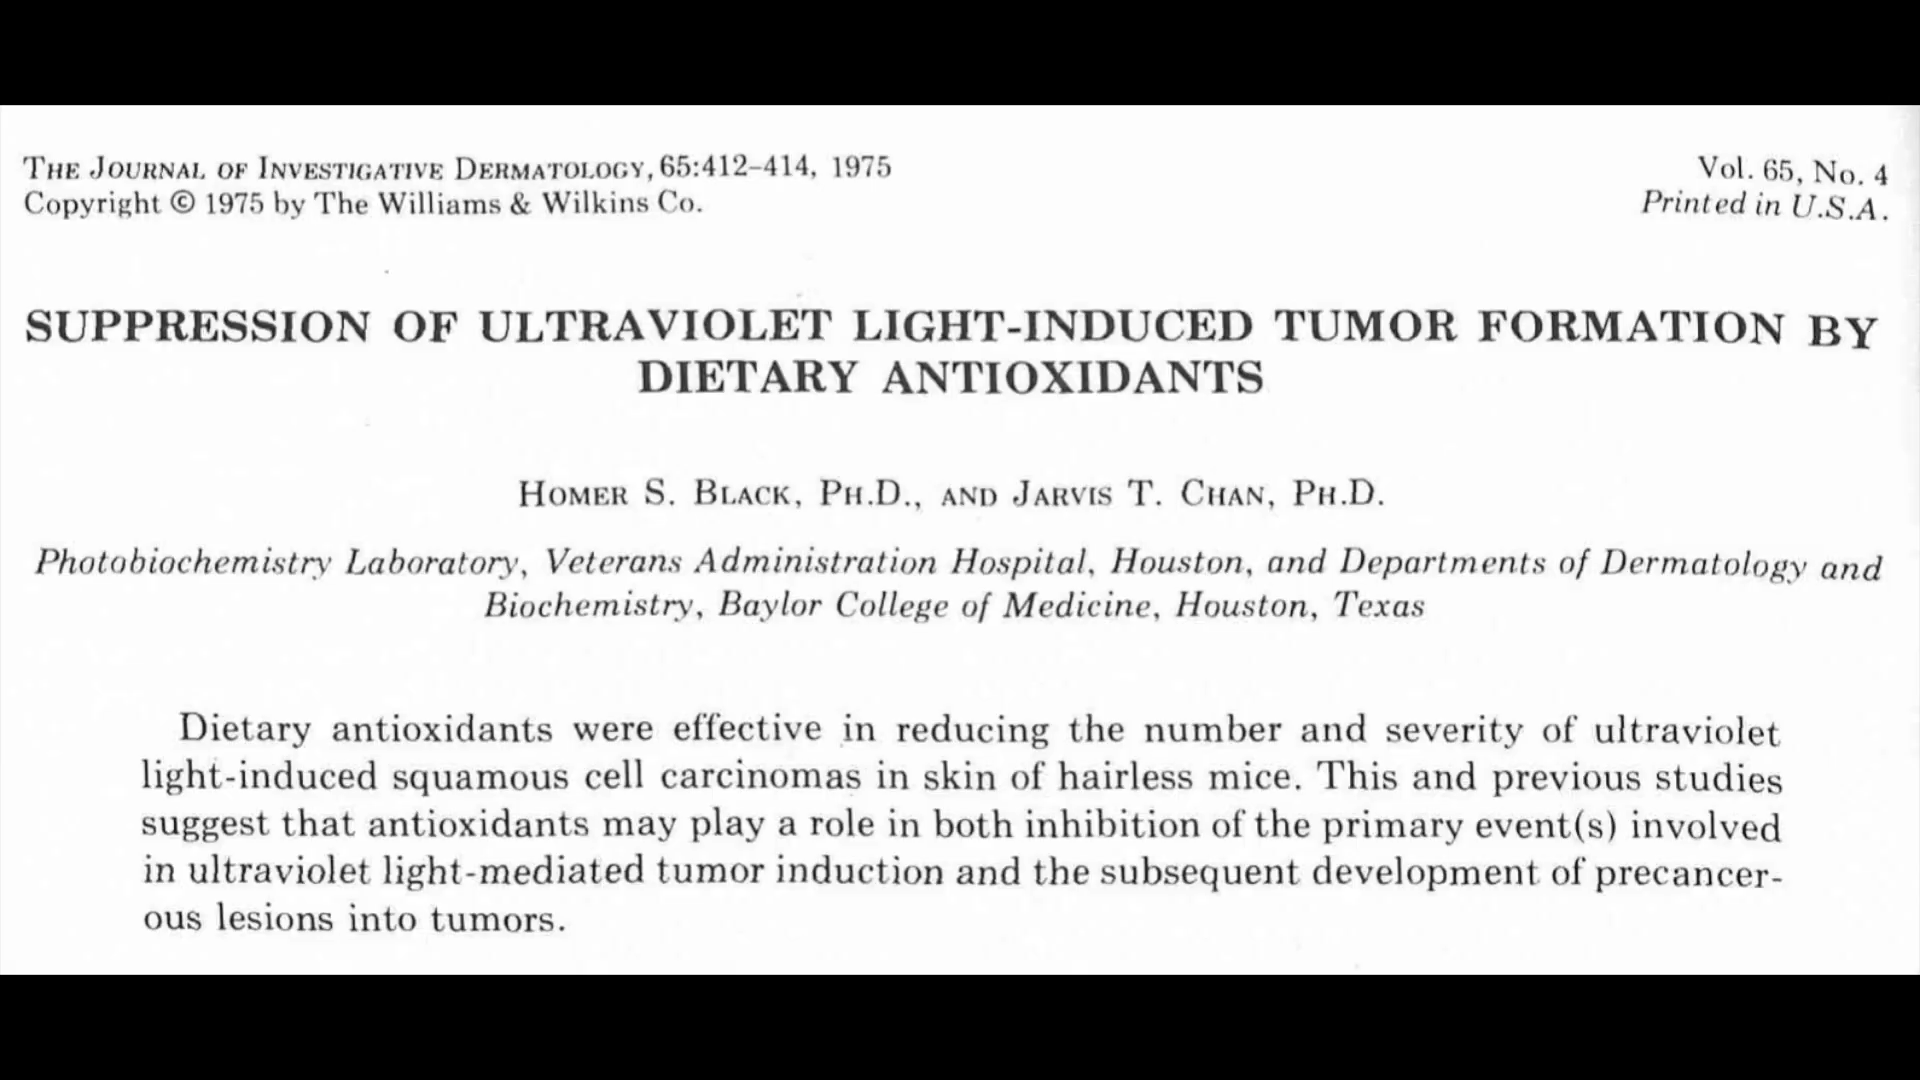 THE JOURNAL OF INVESTIGATIVE DERMATOLOGY, 65:412–414, 1975
Copyright © 1975 by The Williams & Wilkins Co.
Vol. 65, No. 4
Printed in U.S.A.
SUPPRESSION OF ULTRAVIOLET LIGHT-INDUCED TUMOR FORMATION BY
DIETARY ANTIOXIDANTS
HOMER S. BLACK, PH.D., AND JARVIS T. CHAN, PH.D.
Photobiochemistry Laboratory, Veterans Administration Hospital, Houston, and Departments of Dermatology and
Biochemistry, Baylor College of Medicine, Houston, Texas
Dietary antioxidants were effective in reducing the number and severity of ultraviolet
light-induced squamous cell carcinomas in skin of hairless mice. This and previous studies
suggest that antioxidants may play a role in both inhibition of the primary event(s) involved
in ultraviolet light-mediated tumor induction and the subsequent development of precancer-
ous lesions into tumors.